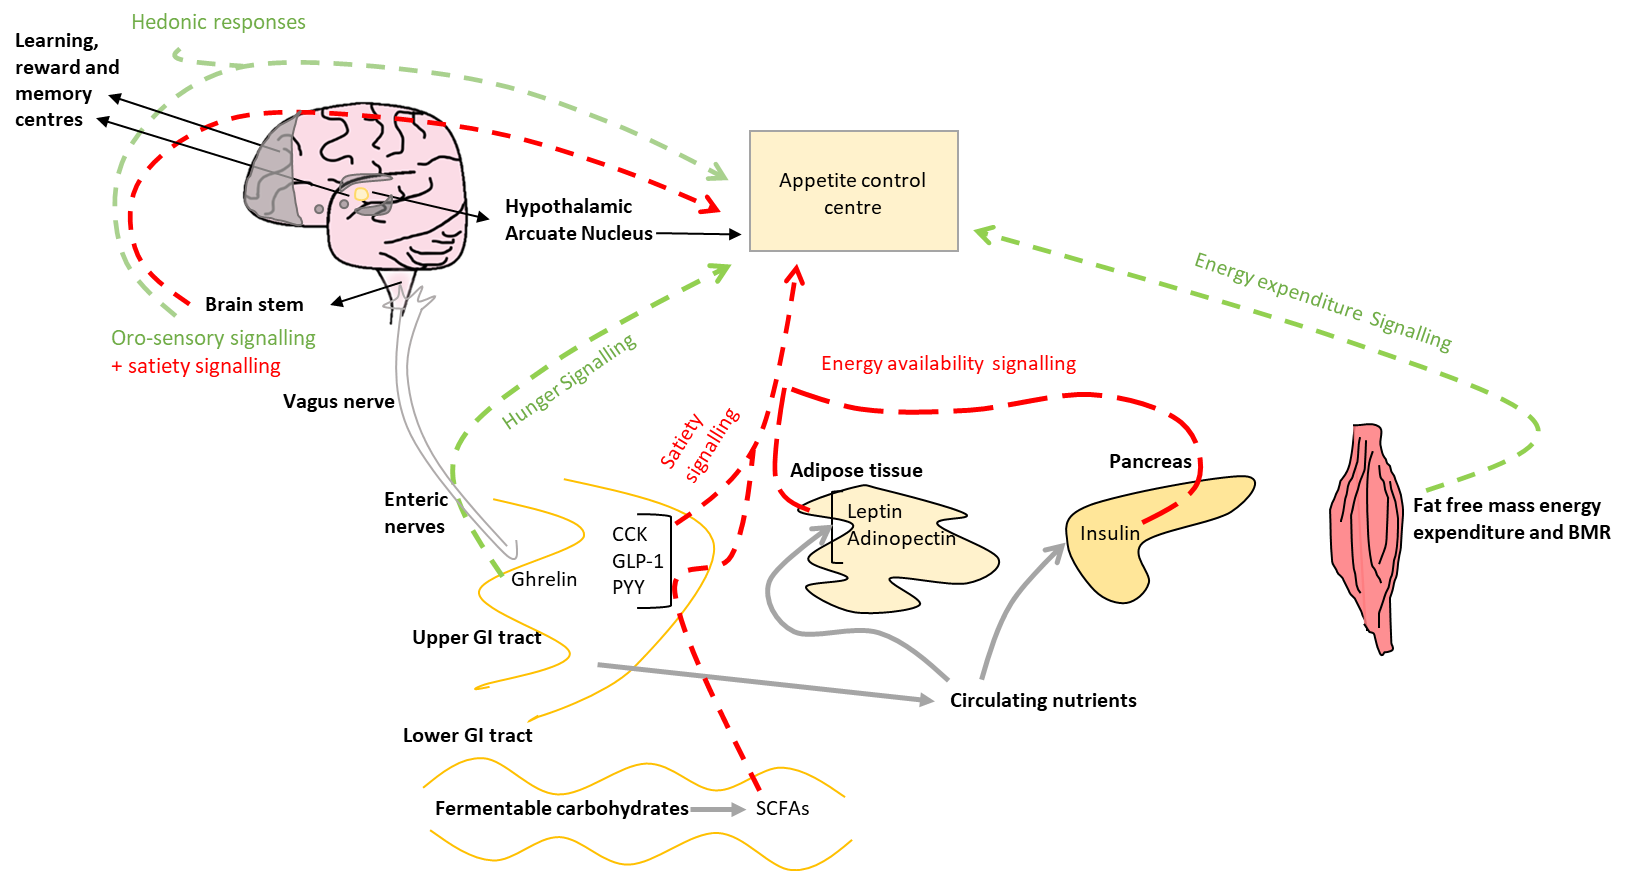 Hedonic responses
Learning,
reward and
memory
centres
Appetite control
centre
Hypothalamic
Arcuate Nucleus
Brain stem
Oro-sensory signalling
+ satiety signalling
Vagus nerve
Hunger Signalling
Energy availability signalling
Energy expenditure Signalling
Satiety
signalling
Enteric
nerves
Ghrelin
CCK
GLP-1
PYY
Adipose tissue
Leptin
Adinopectin
Pancreas
Insulin
Fat free mass energy
expenditure and BMR
Upper GI tract
Circulating nutrients
Lower GI tract
Fermentable carbohydrates
SCFAs